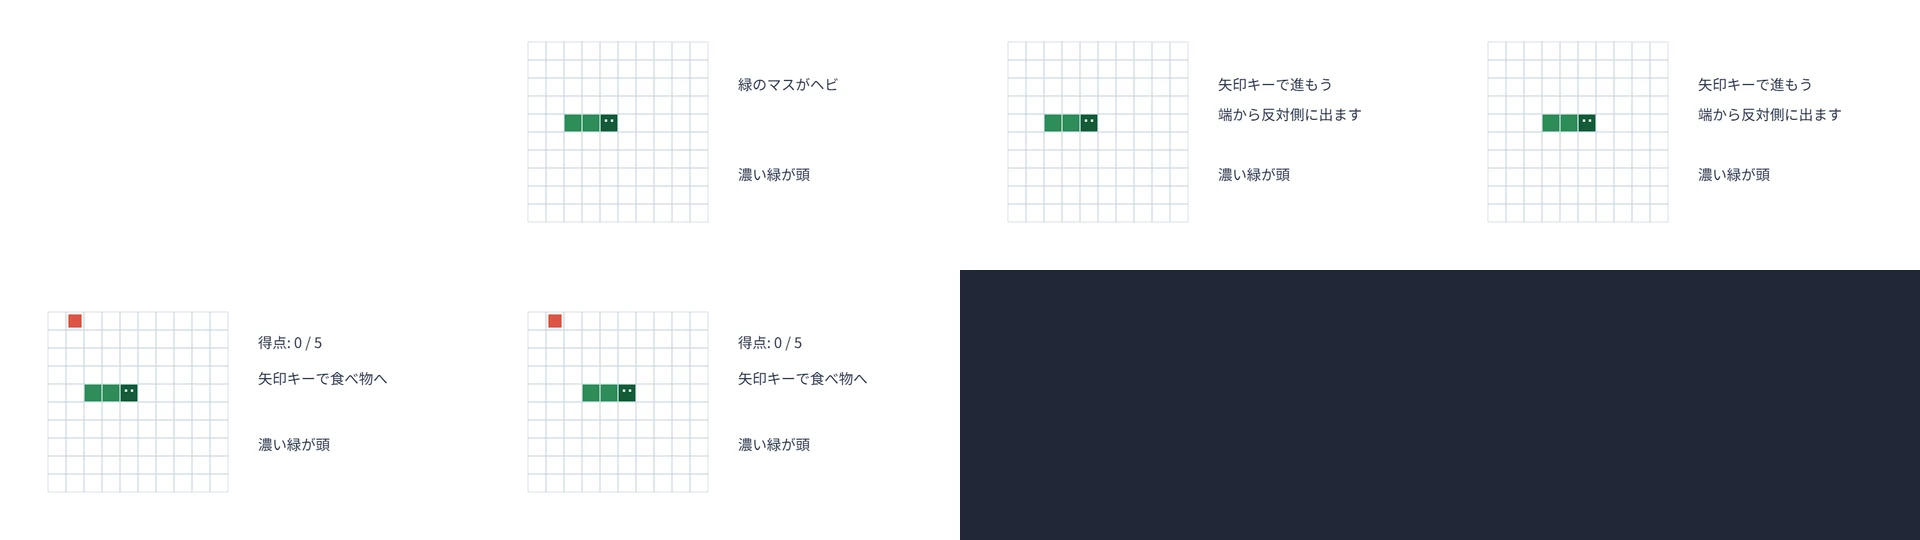 緑のマスがヘビ
濃い緑が頭
矢印キーで進もう
端から反対側に出ます
濃い緑が頭
矢印キーで進もう
端から反対側に出ます
濃い緑が頭
得点: 0 / 5
矢印キーで食べ物へ
濃い緑が頭
得点: 0 / 5
矢印キーで食べ物へ
濃い緑が頭